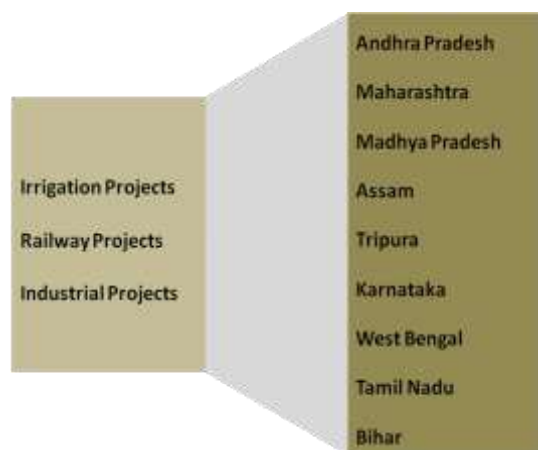 Irrigation Projects
Railway Projects
Industrial Projects
Andhra Pradesh
Maharashtra
Madhya Pradesh
Assam
Tripura
Karnataka
West Bengal
Tamil Nadu
Bihar